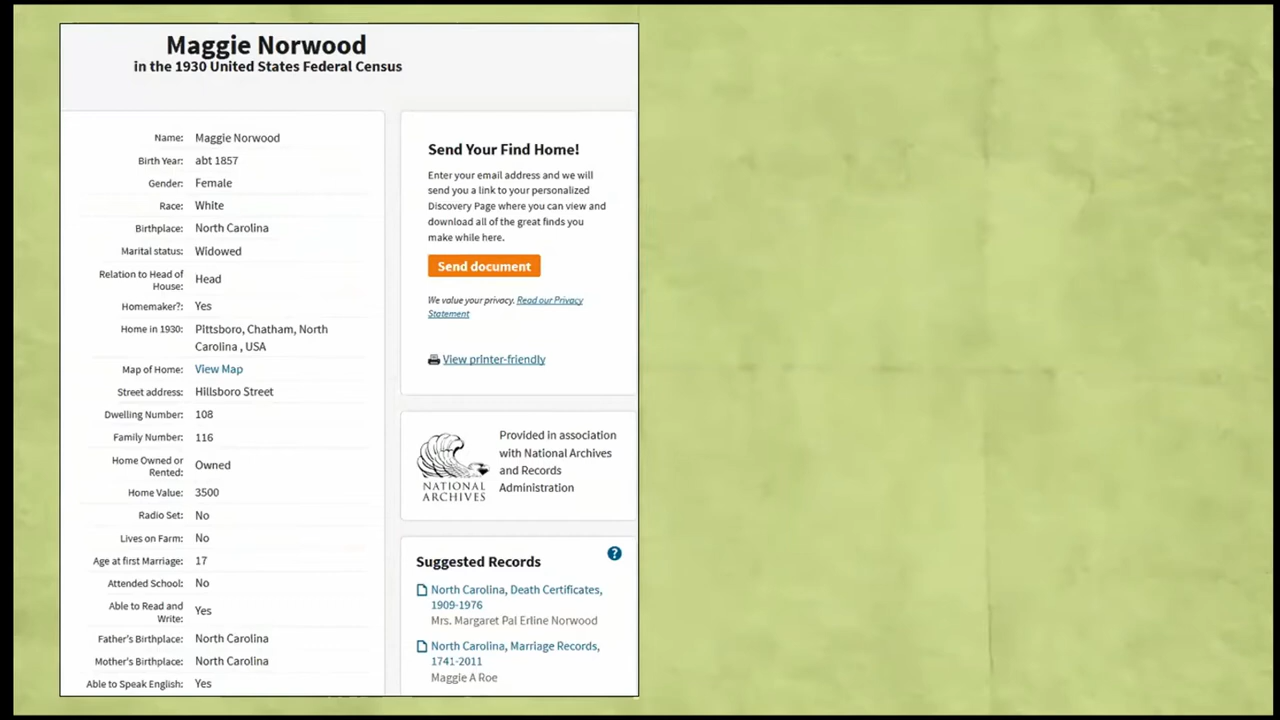 Maggie Norwood
in the 1930 United States Federal Census
Name: Maggie Norwood
Birth Year: abt 1857
Gender: Female
Race: White
Birthplace: North Carolina
Marital status: Widowed
Relation to Head of
House: Head
Homemaker?: Yes
Home in 1930: Pittsboro, Chatham, North
Carolina , USA
Map of Home: View Map
Street address: Hillsboro Street
Dwelling Number: 108
Family Number: 116
Home Owned or
Rented: Owned
Home Value: 3500
Radio Set: No
Lives on Farm: No
Age at first Marriage: 17
Attended School: No
Able to Read and
Write: Yes
Father's Birthplace: North Carolina
Mother's Birthplace: North Carolina
Able to Speak English: Yes
Send Your Find Home!
Enter your email address and we will
send you a link to your personalized
Discovery Page where you can view and
download all of the great finds you
make while here.
Send document
We value your privacy. Read our Privacy
Statement
View printer-friendly
NATIONAL
ARCHIVES
Provided in association
with National Archives
and Records
Administration
Suggested Records
?
North Carolina, Death Certificates,
1909-1976
Mrs. Margaret Pal Erline Norwood
North Carolina, Marriage Records,
1741-2011
Maggie A Roe